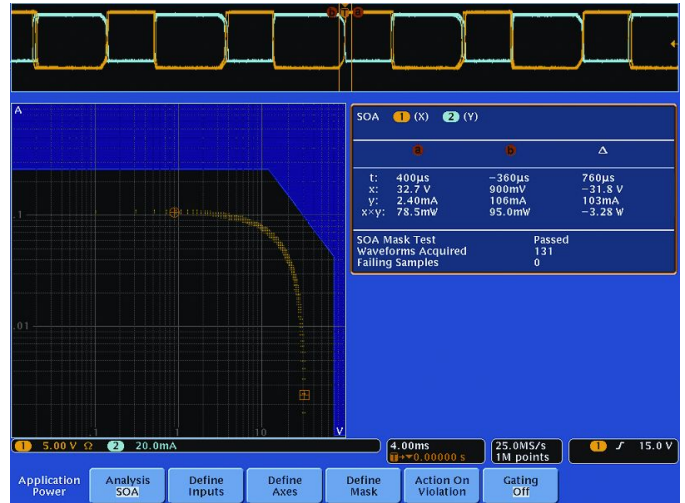 b T a
A
SOA 1 (X) 2 (Y)
a b Δ
t: 400µs −360µs 760µs
x: 32.7 V 900mV −31.8 V
y: 2.40mA 106mA 103mA
x×y: 78.5mW 95.0mW −3.28 W
SOA Mask Test Passed
Waveforms Acquired 131
Failing Samples 0
.1
.01
.1 1 10 V
1 5.00 V Ω 2 20.0mA 4.00ms 25.0MS/s 1 ʃ 15.0 V
T→▼0.00000 s 1M points
Application Power
Analysis SOA
Define Inputs
Define Axes
Define Mask
Action On Violation
Gating Off